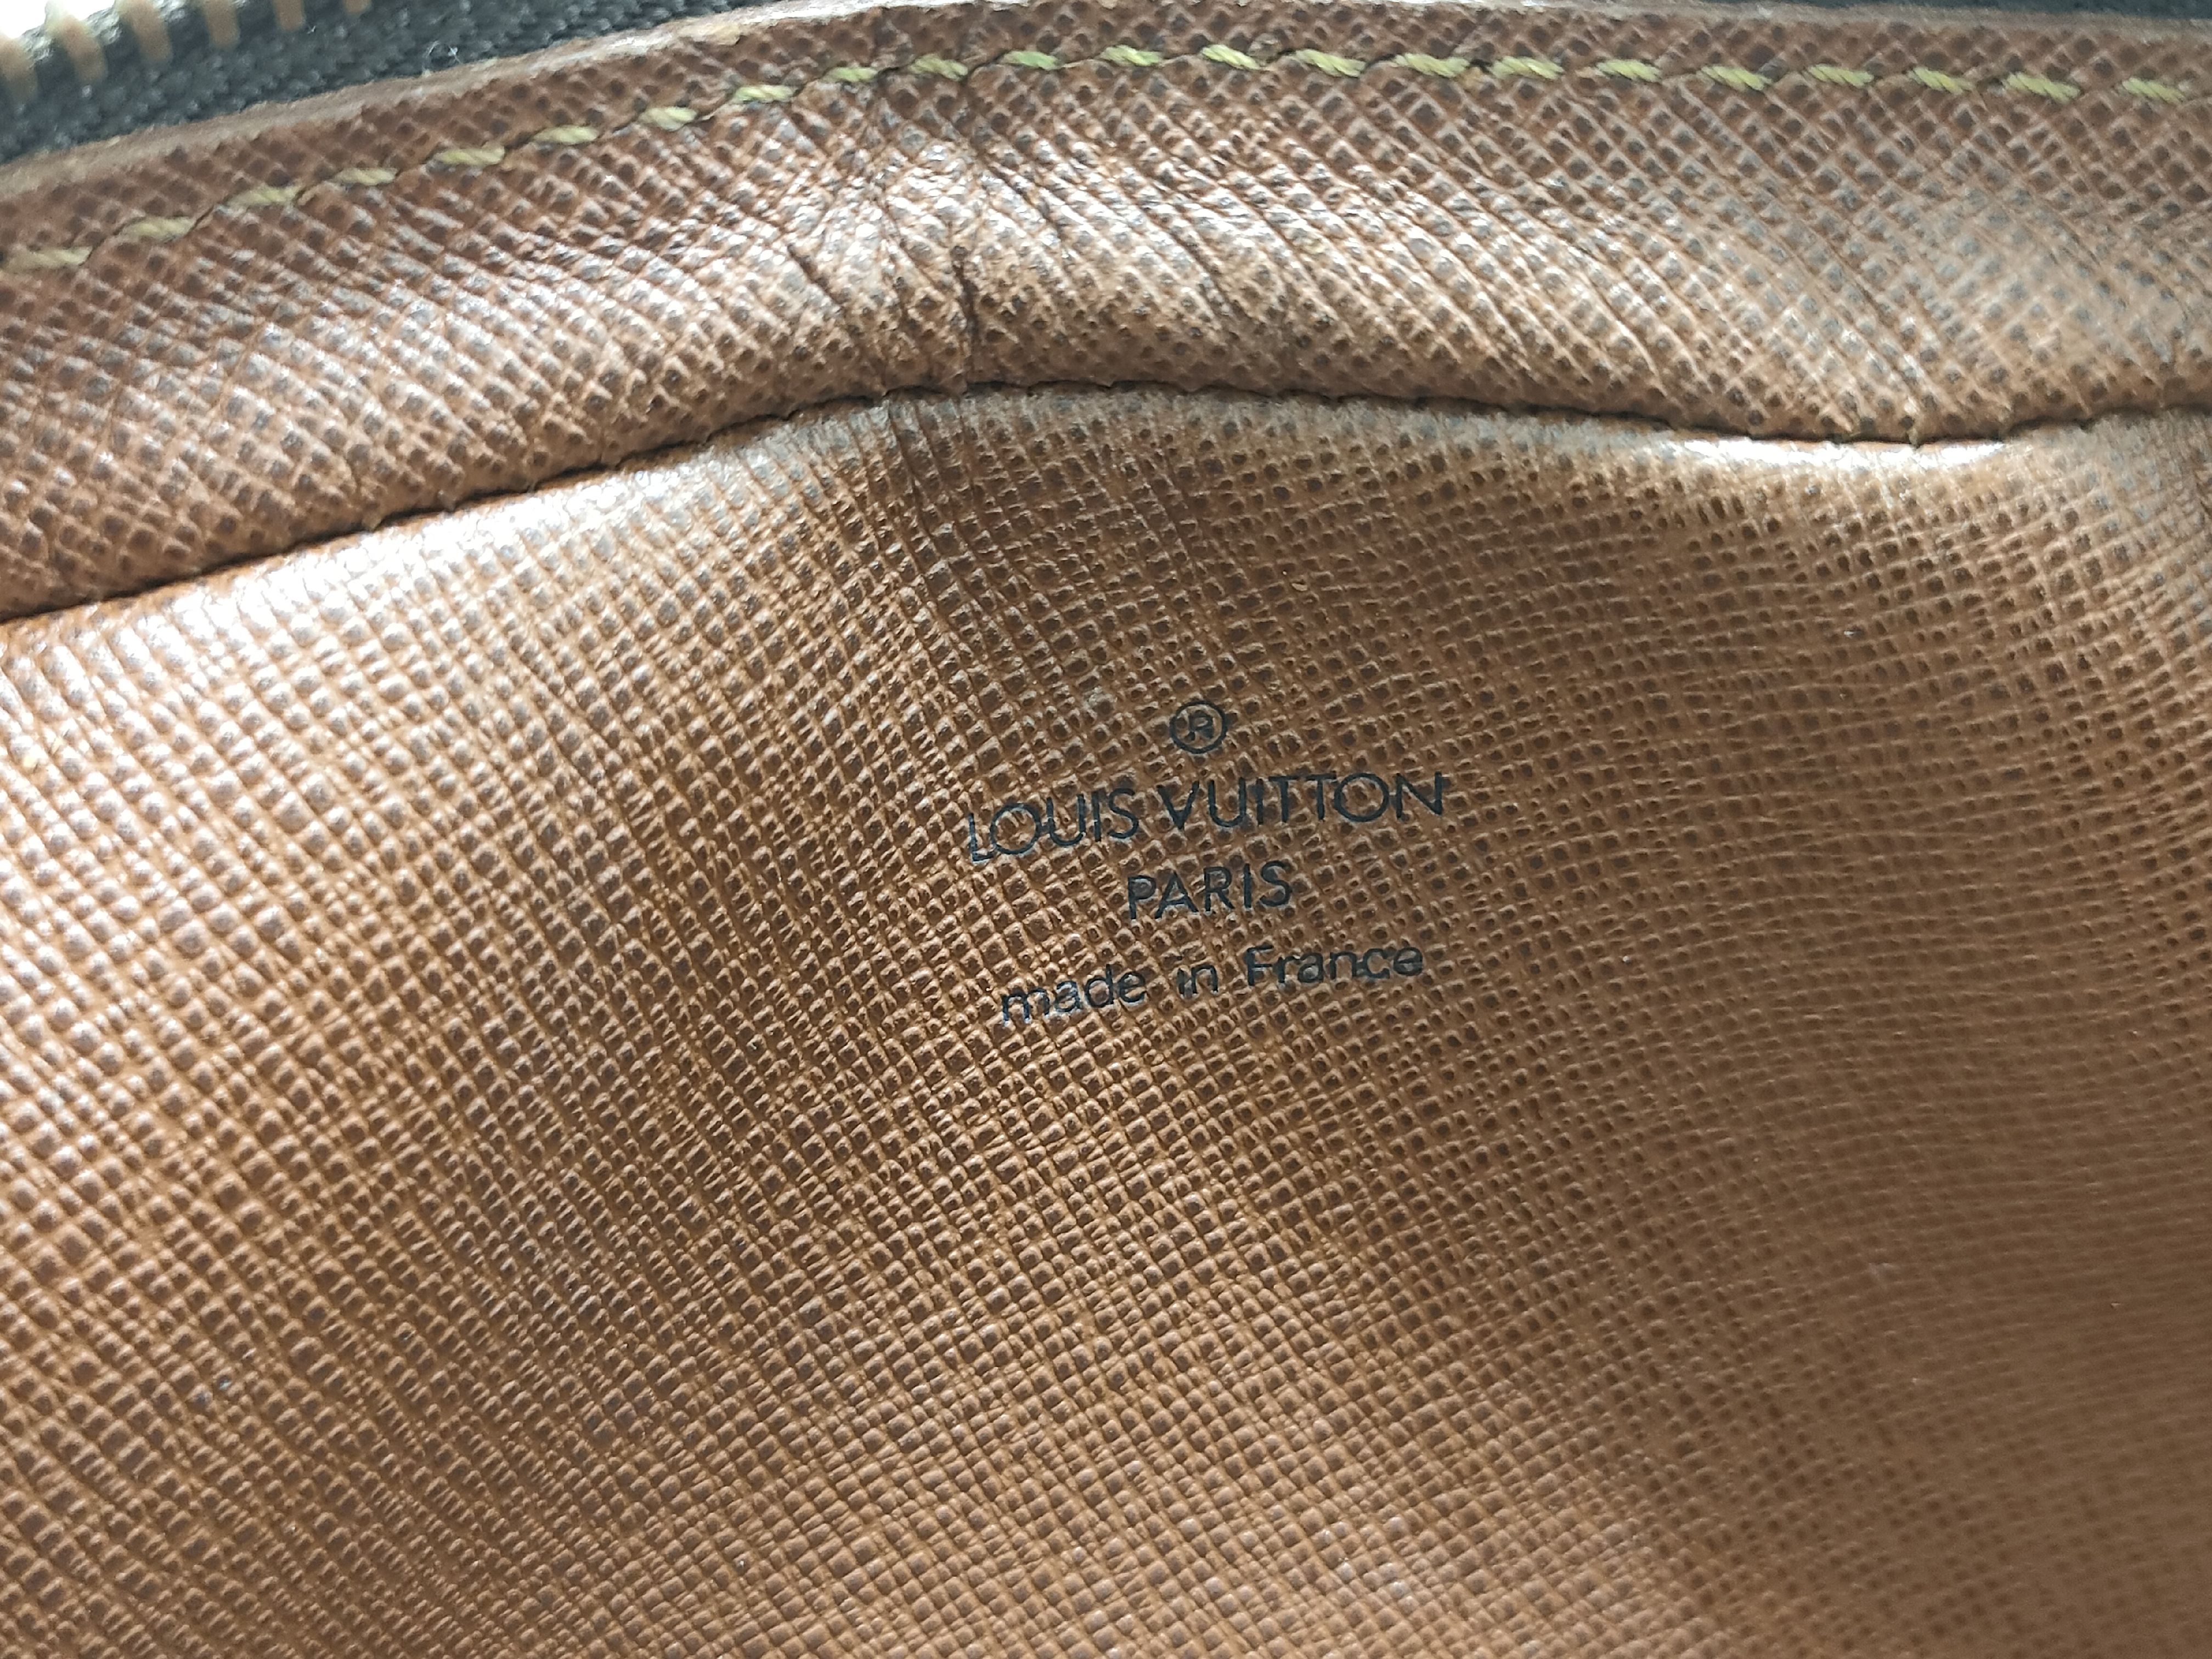 ®
LOUIS VUITTON
PARIS
made in France